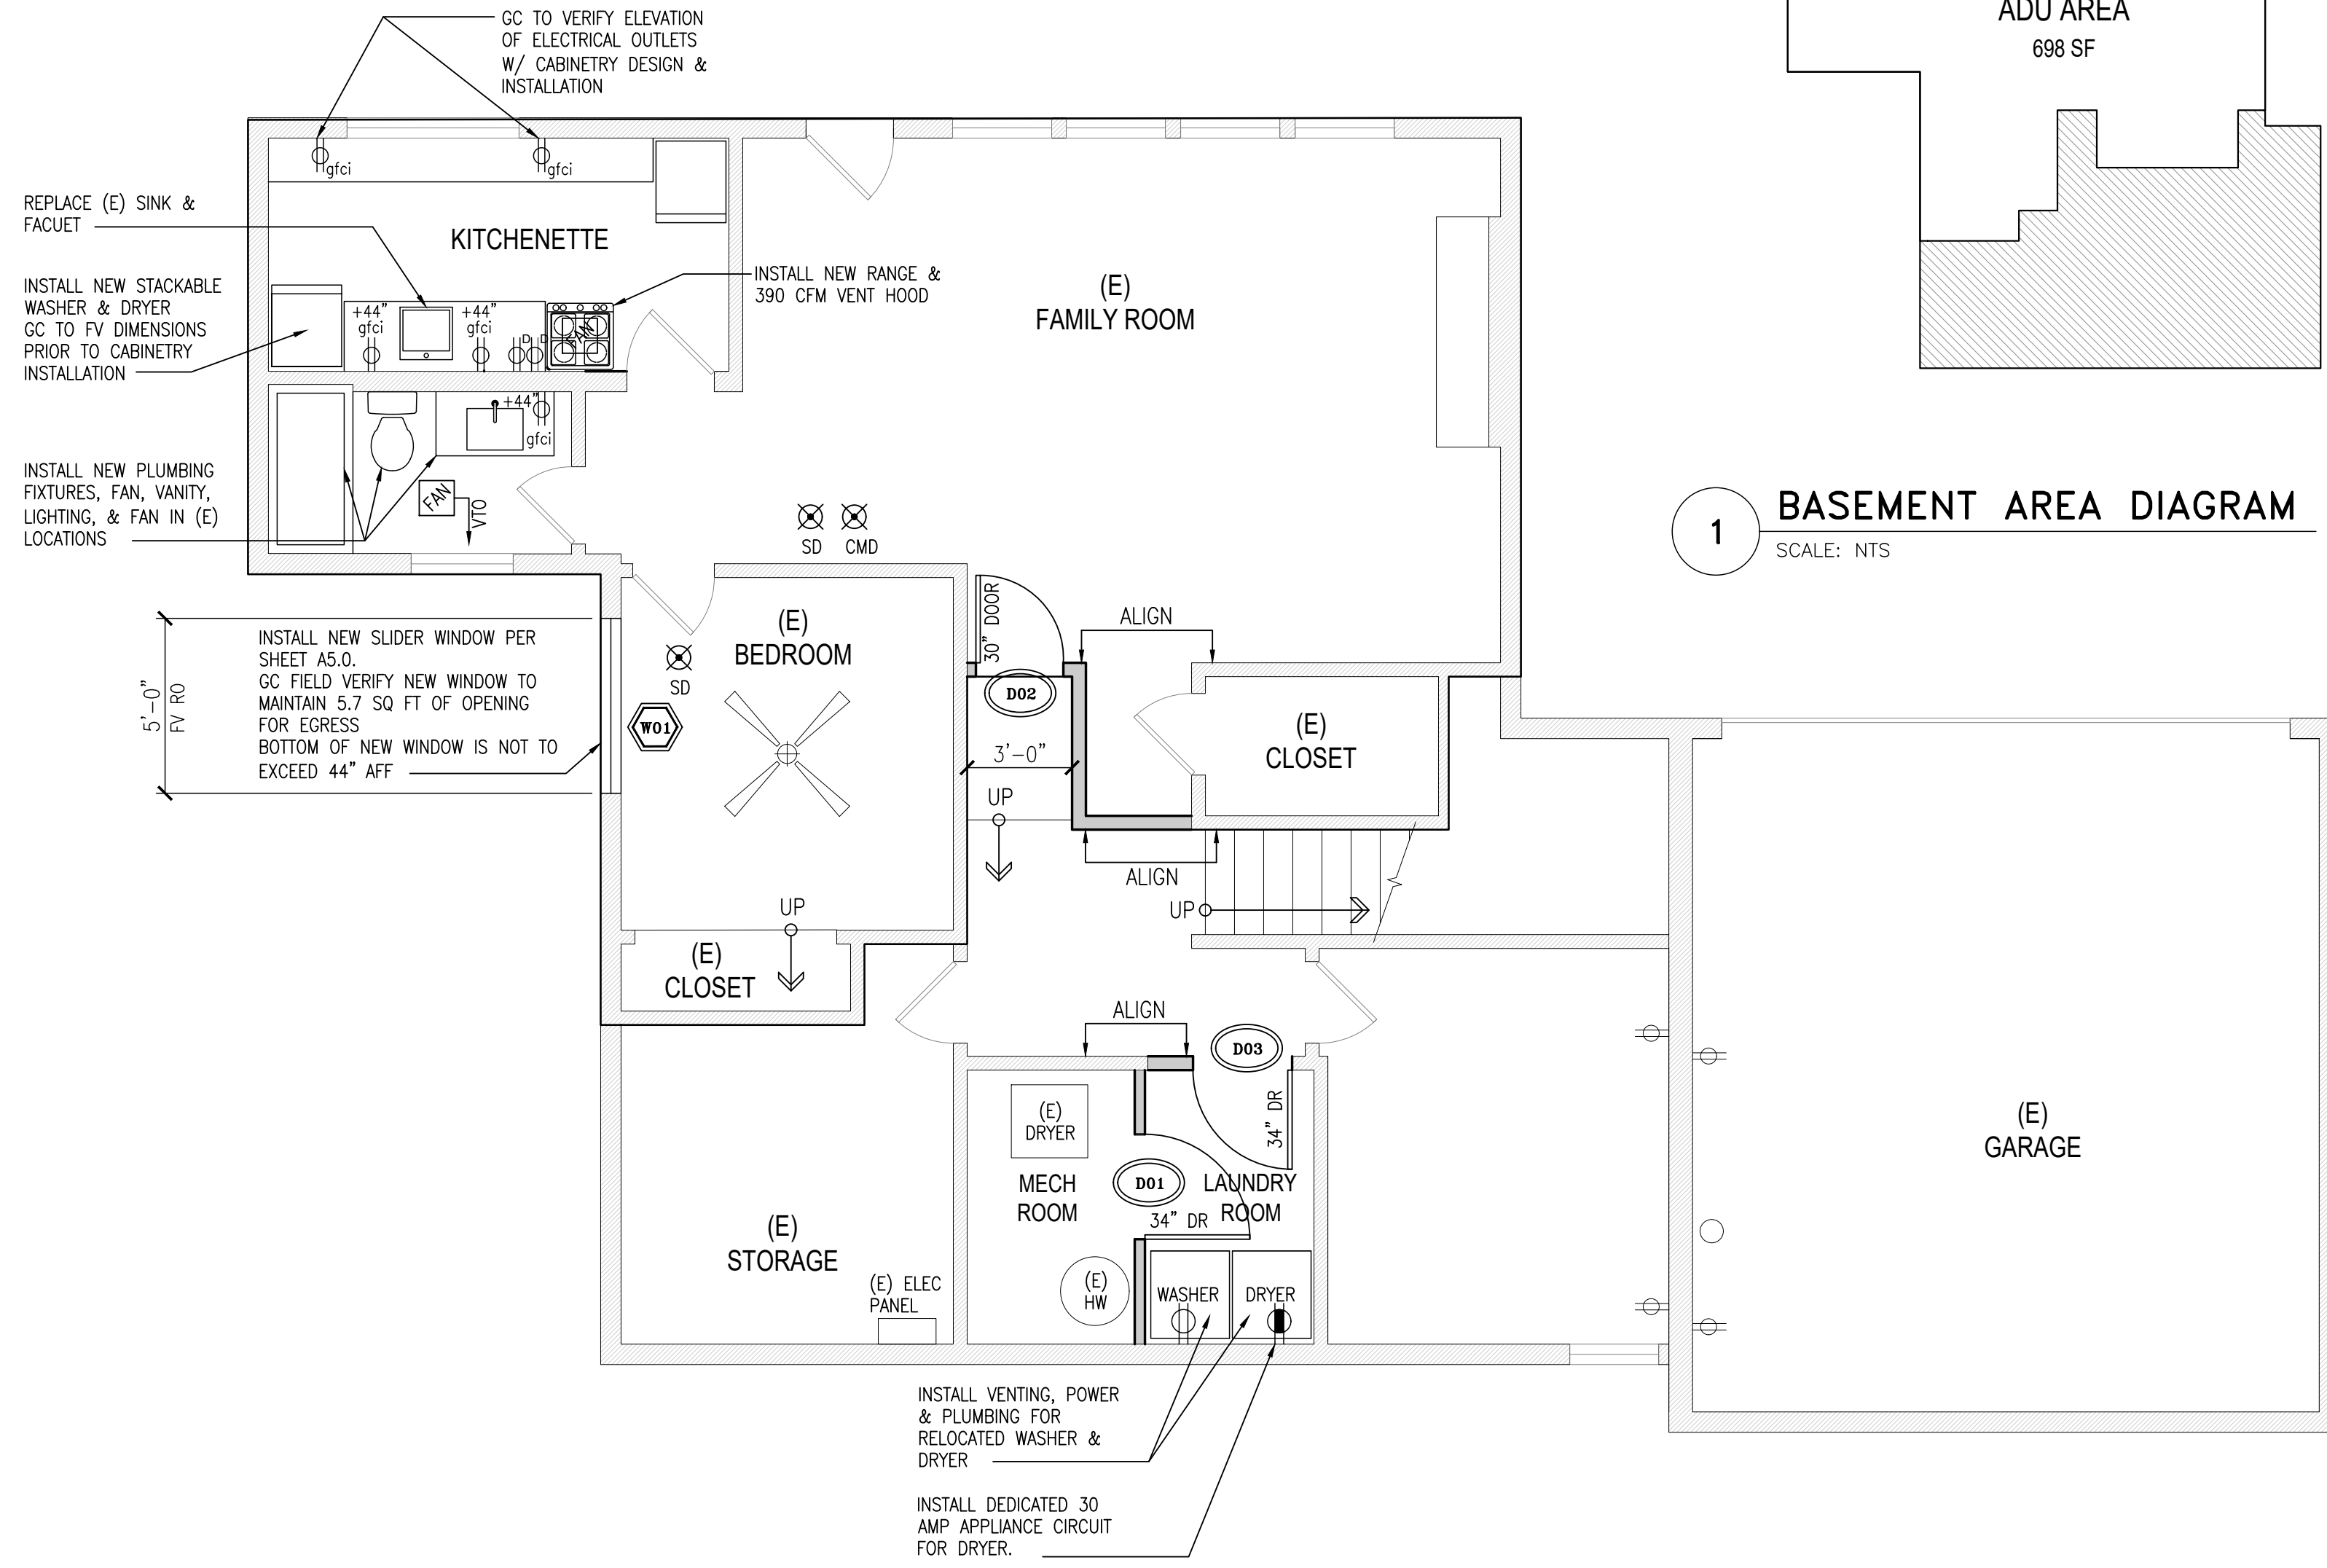 GC TO VERIFY ELEVATION
OF ELECTRICAL OUTLETS
W/ CABINETRY DESIGN &
INSTALLATION
ADU AREA
698 SF
gfci
gfci
REPLACE (E) SINK &
FACUET
KITCHENETTE
INSTALL NEW STACKABLE
WASHER & DRYER
GC TO FV DIMENSIONS
PRIOR TO CABINETRY
INSTALLATION
INSTALL NEW RANGE &
390 CFM VENT HOOD
+44"
gfci
+44"
gfci
D
D
FAN
(E)
FAMILY ROOM
+44"
gfci
INSTALL NEW PLUMBING
FIXTURES, FAN, VANITY,
LIGHTING, & FAN IN (E)
LOCATIONS
FAN
VTO
SD
CMD
1
BASEMENT AREA DIAGRAM
SCALE: NTS
5'-0"
FV RO
INSTALL NEW SLIDER WINDOW PER
SHEET A5.0.
GC FIELD VERIFY NEW WINDOW TO
MAINTAIN 5.7 SQ FT OF OPENING
FOR EGRESS
BOTTOM OF NEW WINDOW IS NOT TO
EXCEED 44" AFF
(E)
BEDROOM
SD
W01
30" DOOR
D02
ALIGN
3'-0"
UP
(E)
CLOSET
ALIGN
UP
UP
(E)
CLOSET
ALIGN
D03
34" DR
(E)
DRYER
MECH
ROOM
D01
LAUNDRY
ROOM
34" DR
(E)
GARAGE
(E)
STORAGE
(E) ELEC
PANEL
(E)
HW
WASHER
DRYER
INSTALL VENTING, POWER
& PLUMBING FOR
RELOCATED WASHER &
DRYER
INSTALL DEDICATED 30
AMP APPLIANCE CIRCUIT
FOR DRYER.